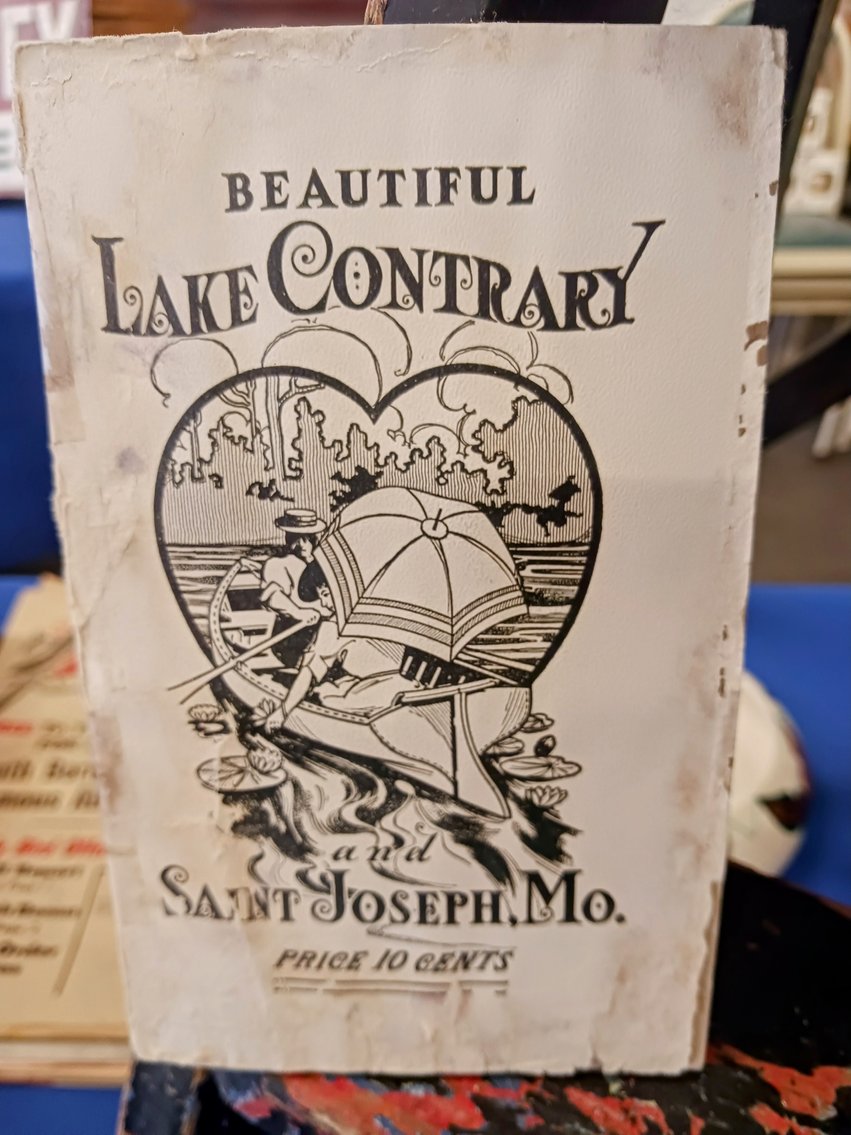 BEAUTIFUL
LAKE CONTRARY
and
SAINT JOSEPH, MO.
PRICE 10 CENTS